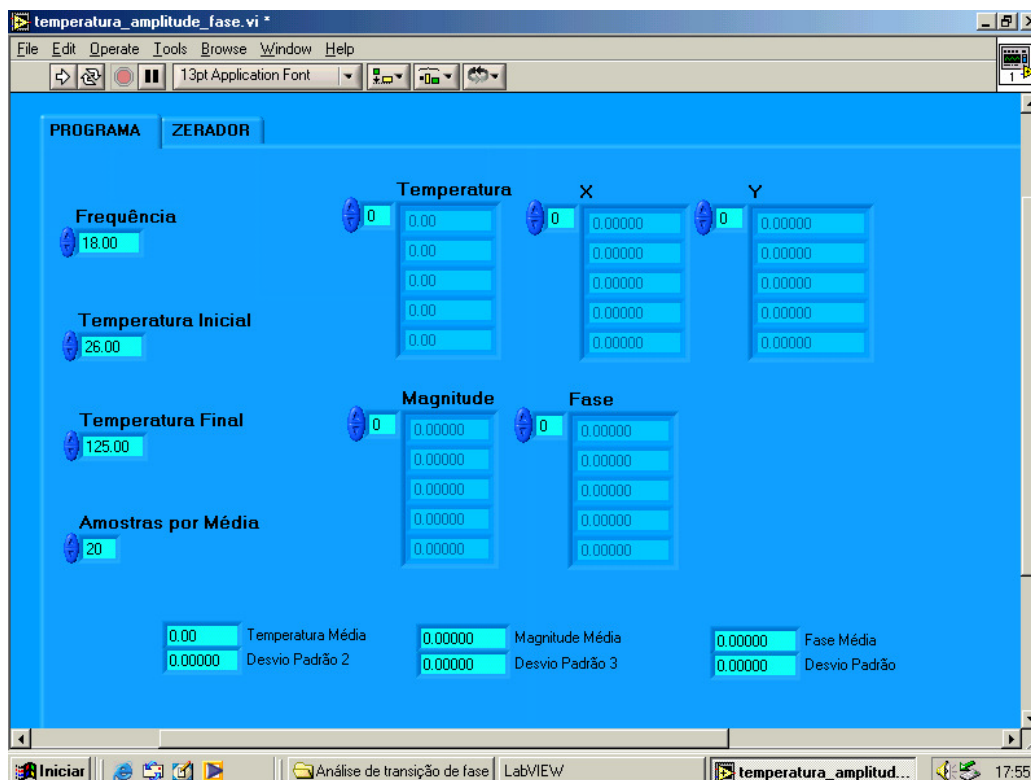 temperatura_amplitude_fase.vi *
File Edit Operate Tools Browse Window Help
13pt Application Font
1
PROGRAMA ZERADOR
Temperatura X Y
Frequência
18.00
0 0.00 0 0.00000 0 0.00000
0.00 0.00000 0.00000
0.00 0.00000 0.00000
0.00 0.00000 0.00000
0.00 0.00000 0.00000
Temperatura Inicial
26.00
Magnitude Fase
Temperatura Final
125.00
0 0.00000 0 0.00000
0.00000 0.00000
0.00000 0.00000
0.00000 0.00000
0.00000 0.00000
Amostras por Média
20
0.00 Temperatura Média 0.00000 Magnitude Média 0.00000 Fase Média
0.00000 Desvio Padrão 2 0.00000 Desvio Padrão 3 0.00000 Desvio Padrão
Iniciar Análise de transição de fase LabVIEW temperatura_amplitud... 17:55